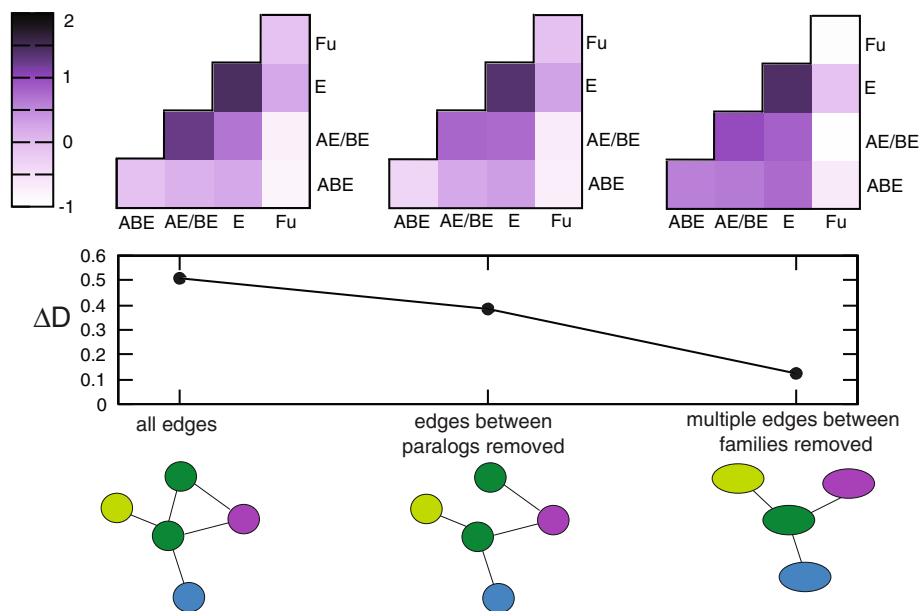 2
1
0
-1
Fu
E
AE/BE
ABE
ABE AE/BE E Fu
Fu
E
AE/BE
ABE
ABE AE/BE E Fu
Fu
E
AE/BE
ABE
ABE AE/BE E Fu
ΔD
0.6
0.5
0.4
0.3
0.2
0.1
0
all edges
edges between
paralogs removed
multiple edges between
families removed